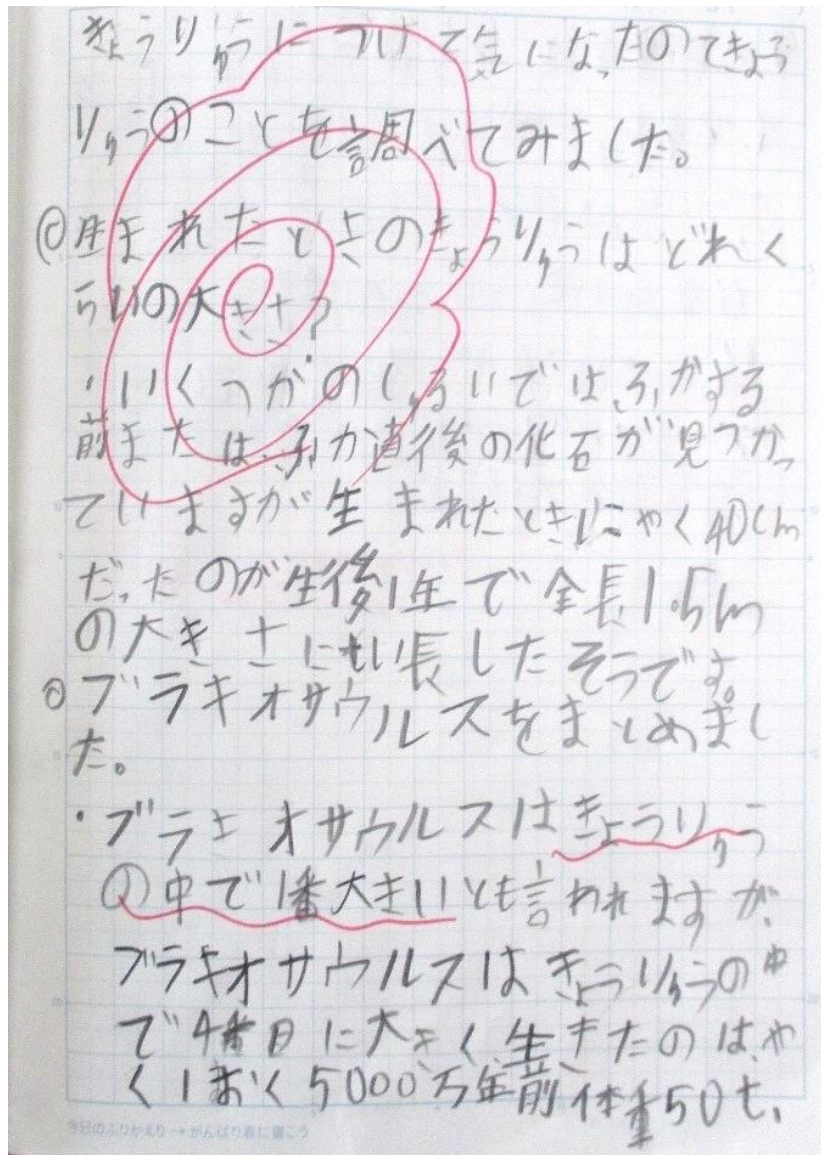 きょうりゅうについて気になったのできょう
りゅうのことを調べてみました。
◎生まれたときのきょうりゅうはどれく
らいの大きさ?
・いくつかのしゅるいでは、ふかする
前またはふか直後の化石が見つかっ
ていますが生まれたときにやく40cm
だったのが生後1年で全長1.5m
の大きさにせい長したそうです。
◎ブラキオサウルスをまとめまし
た。
・ブラキオサウルスはきょうりゅう
の中で1番大きいとも言われますが、
ブラキオサウルスはきょうりゅうの中
で4番目に大きく、生きたのは、や
く1おく5000万年前体重50t、
今日のふりかえり→がんばり表に書こう